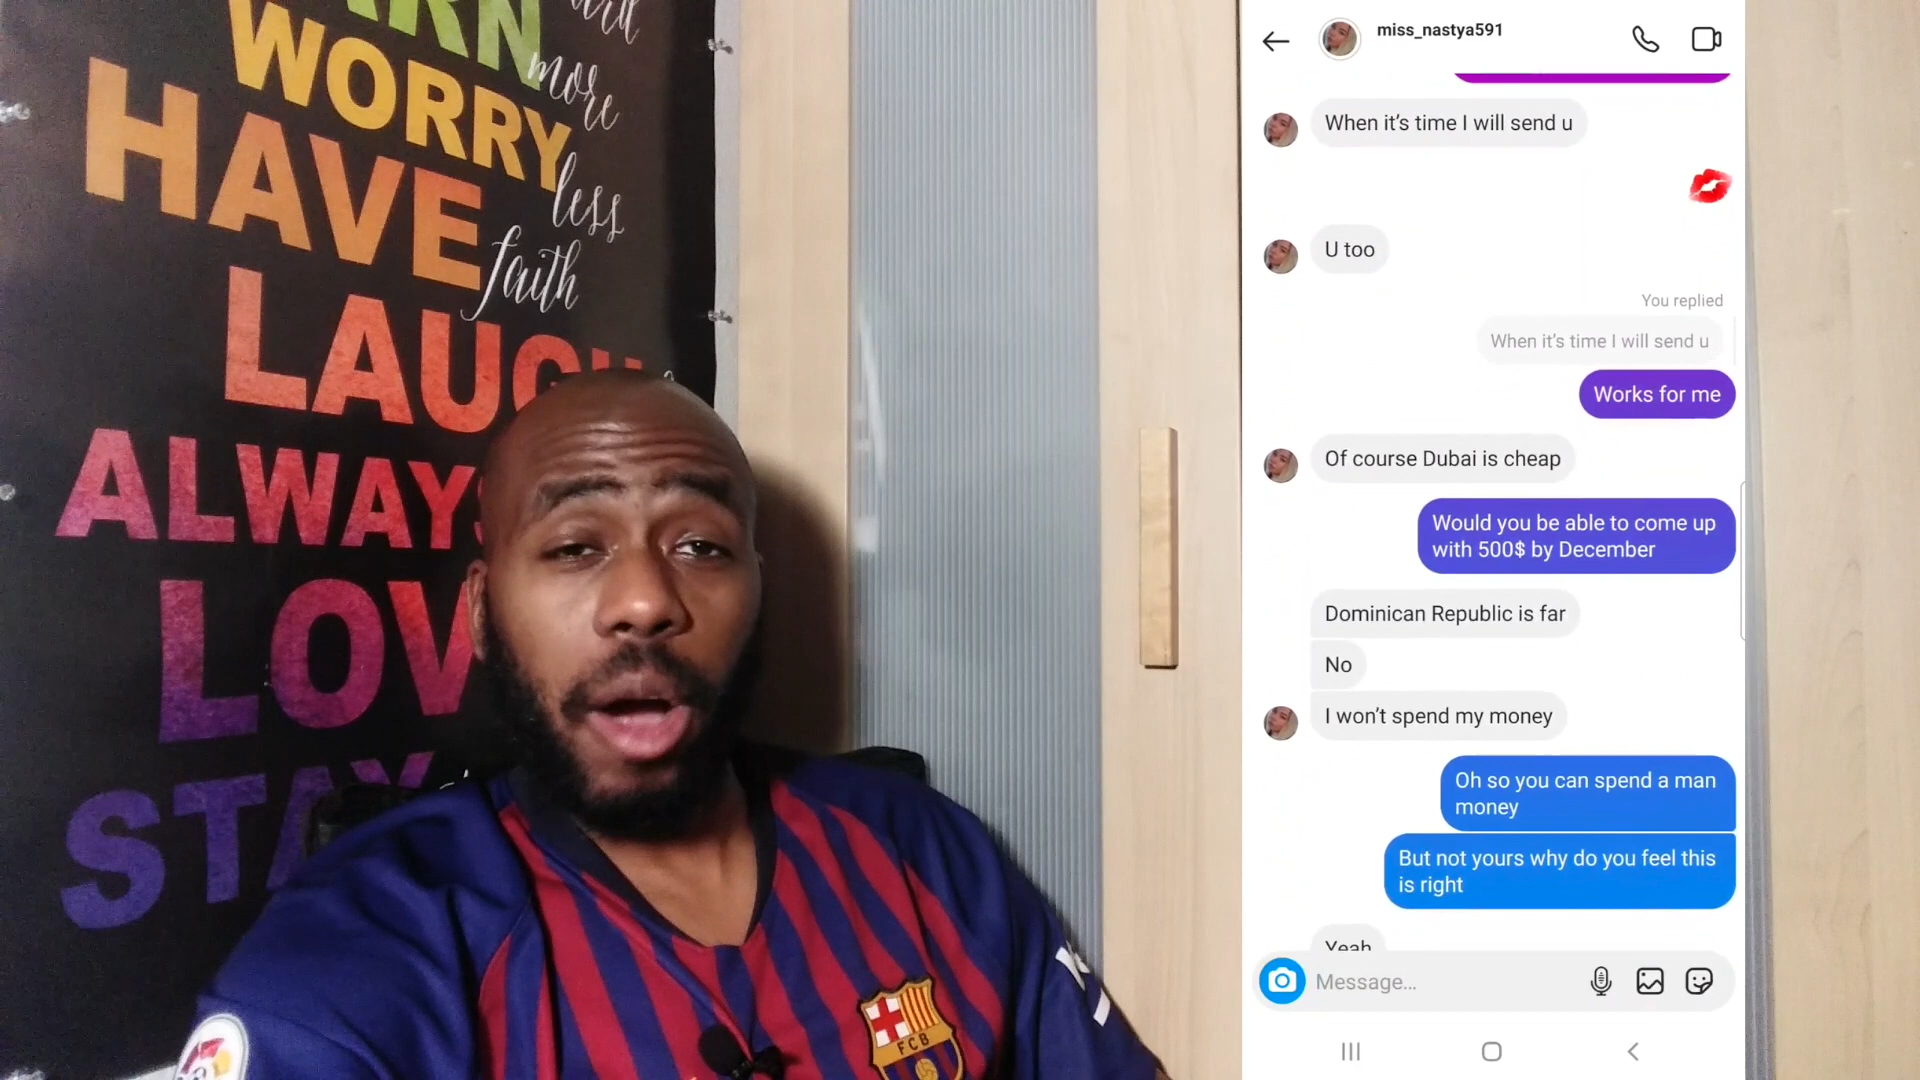 more
WORRY
less
HAVE
faith
LAUGH
ALWAYS
LOV
STAY
FCB
miss_nastya591
When it's time I will send u
U too
You replied
When it's time I will send u
Works for me
Of course Dubai is cheap
Would you be able to come up
with 500$ by December
Dominican Republic is far
No
I won't spend my money
Oh so you can spend a man
money
But not yours why do you feel this
is right
Yeah
Message…